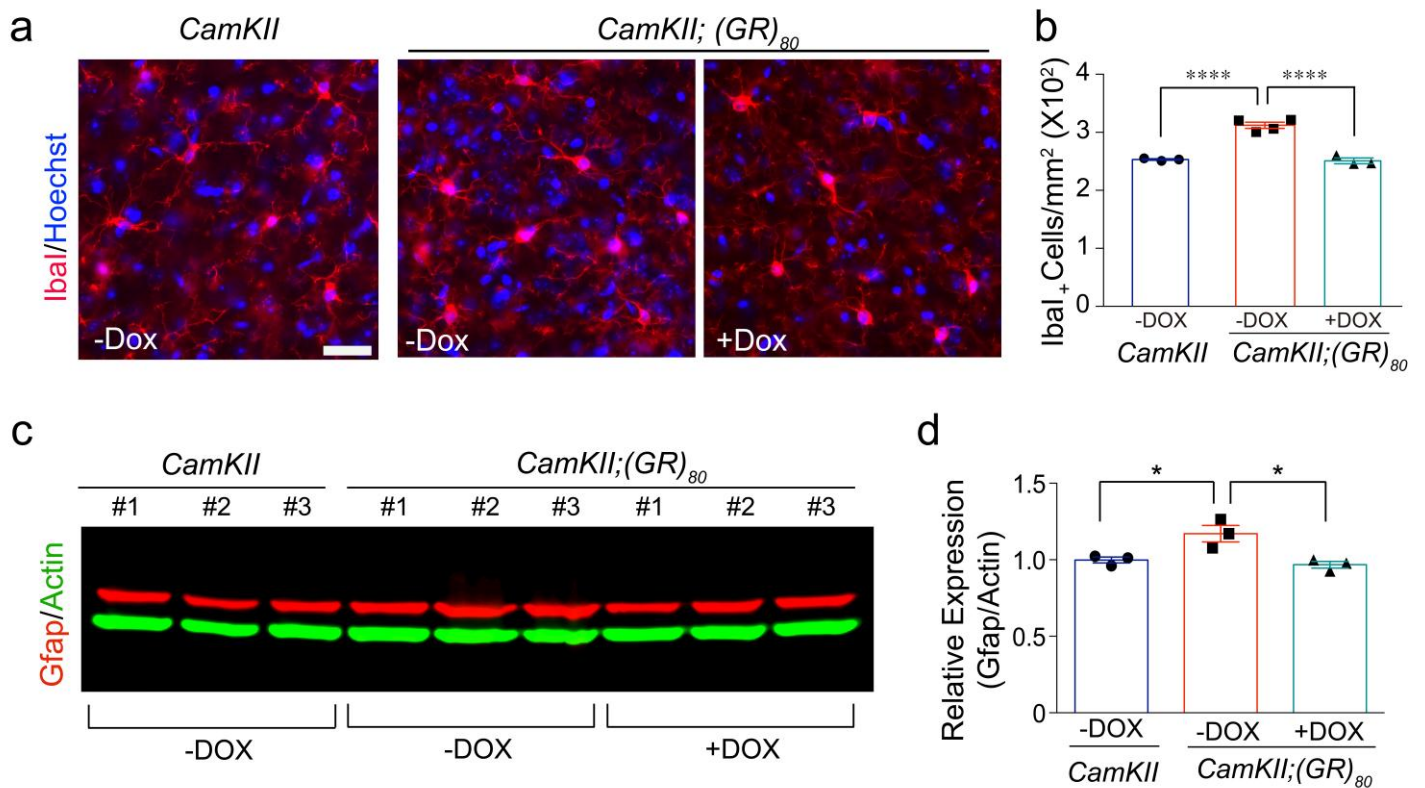 a
CamKII
CamKII; (GR)80
IbaI/Hoechst
-Dox
-Dox
+Dox
b
**** ****
IbaI+Cells/mm² (X10²)
4
3
2
1
0
-DOX -DOX +DOX
CamKII CamKII;(GR)80
c
CamKII CamKII;(GR)80
#1 #2 #3 #1 #2 #3 #1 #2 #3
Gfap/Actin
-DOX -DOX +DOX
d
* *
Relative Expression
(Gfap/Actin)
1.5
1.0
0.5
0
-DOX -DOX +DOX
CamKII CamKII;(GR)80